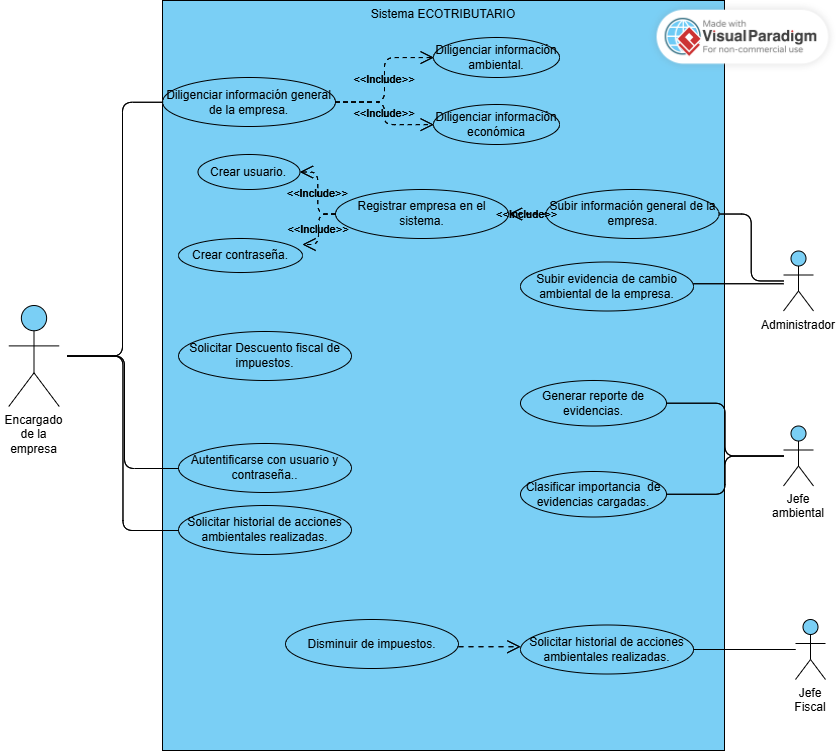 Sistema ECOTRIBUTARIO
Made with
VisualParadigm
For non-commercial use
Diligenciar información
ambiental.
<<Include>>
Diligenciar información general
de la empresa.
<<Include>>
Diligenciar información
económica
Crear usuario.
<<Include>>
Registrar empresa en el
sistema.
<<Include>>
Subir información general de la
empresa.
<<Include>>
Crear contraseña.
Subir evidencia de cambio
ambiental de la empresa.
Administrador
Solicitar Descuento fiscal de
impuestos.
Encargado
de la
empresa
Generar reporte de
evidencias.
Autentificarse con usuario y
contraseña..
Clasificar importancia de
evidencias cargadas.
Jefe
ambiental
Solicitar historial de acciones
ambientales realizadas.
Disminuir de impuestos.
Solicitar historial de acciones
ambientales realizadas.
Jefe
Fiscal